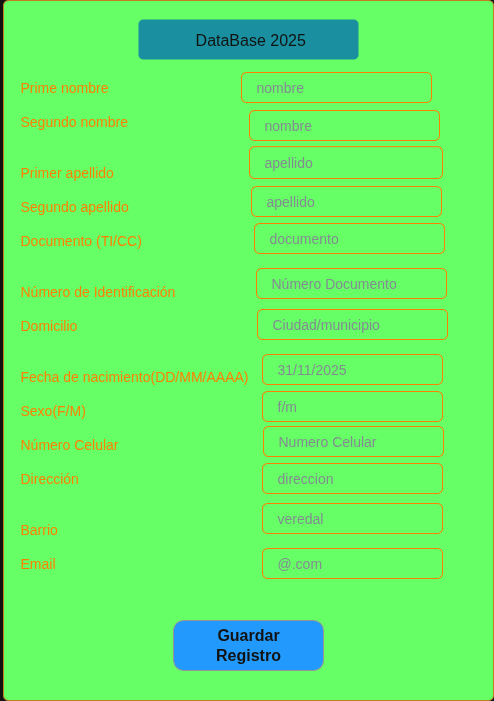 DataBase 2025
Prime nombre nombre
Segundo nombre nombre
Primer apellido apellido
Segundo apellido apellido
Documento (TI/CC) documento
Número de Identificación Número Documento
Domicilio Ciudad/municipio
Fecha de nacimiento(DD/MM/AAAA) 31/11/2025
Sexo(F/M) f/m
Número Celular Numero Celular
Dirección direccion
Barrio veredal
Email @.com
Guardar
Registro